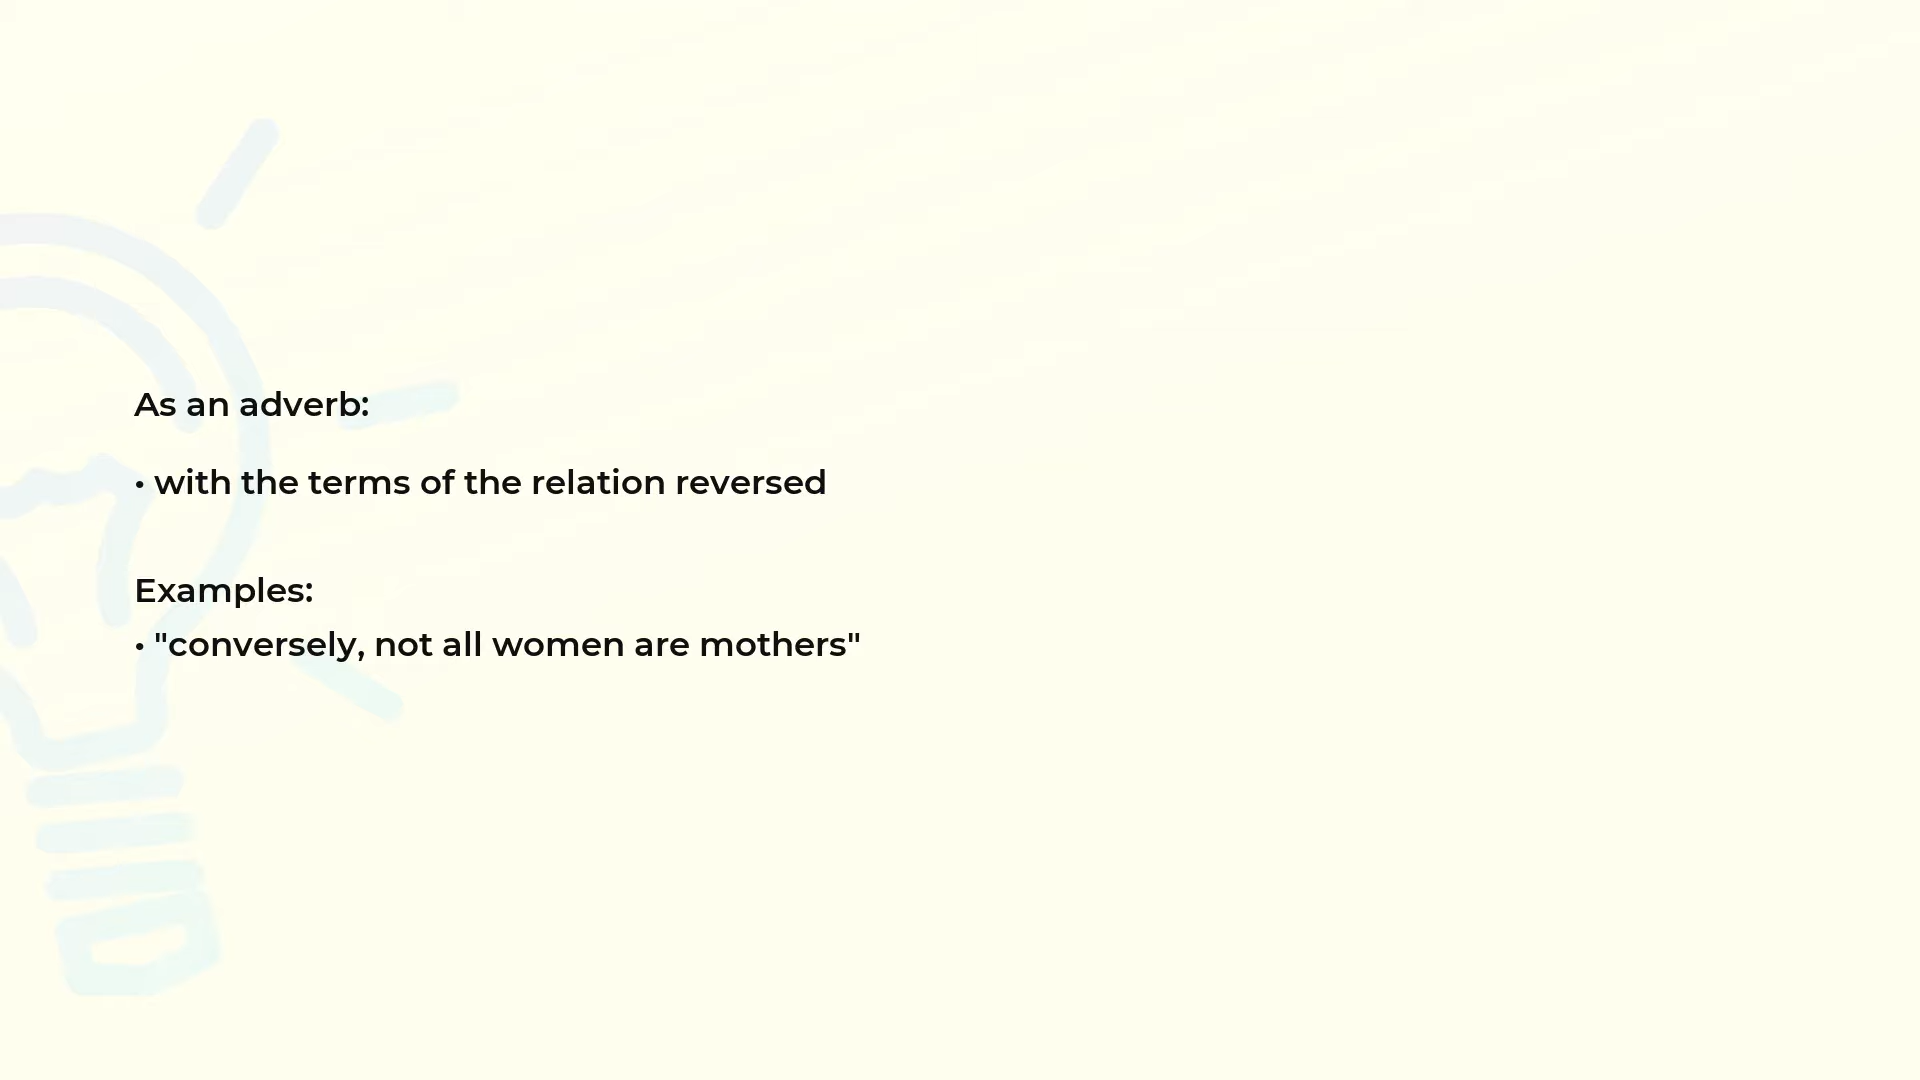 As an adverb:
• with the terms of the relation reversed
Examples:
• "conversely, not all women are mothers"